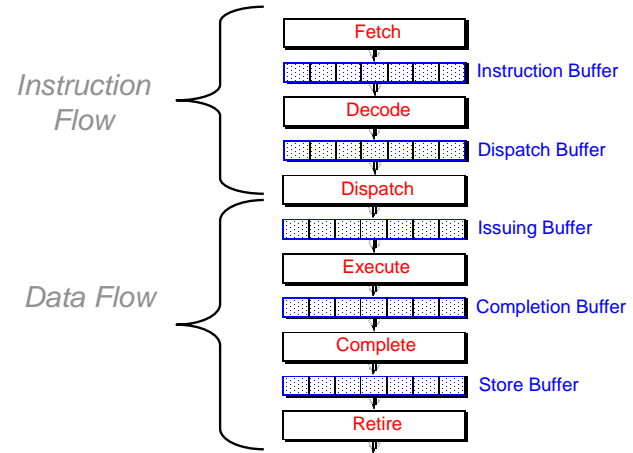 Fetch
Instruction Buffer
Instruction
Flow
Decode
Dispatch Buffer
Dispatch
Issuing Buffer
Execute
Data Flow
Completion Buffer
Complete
Store Buffer
Retire